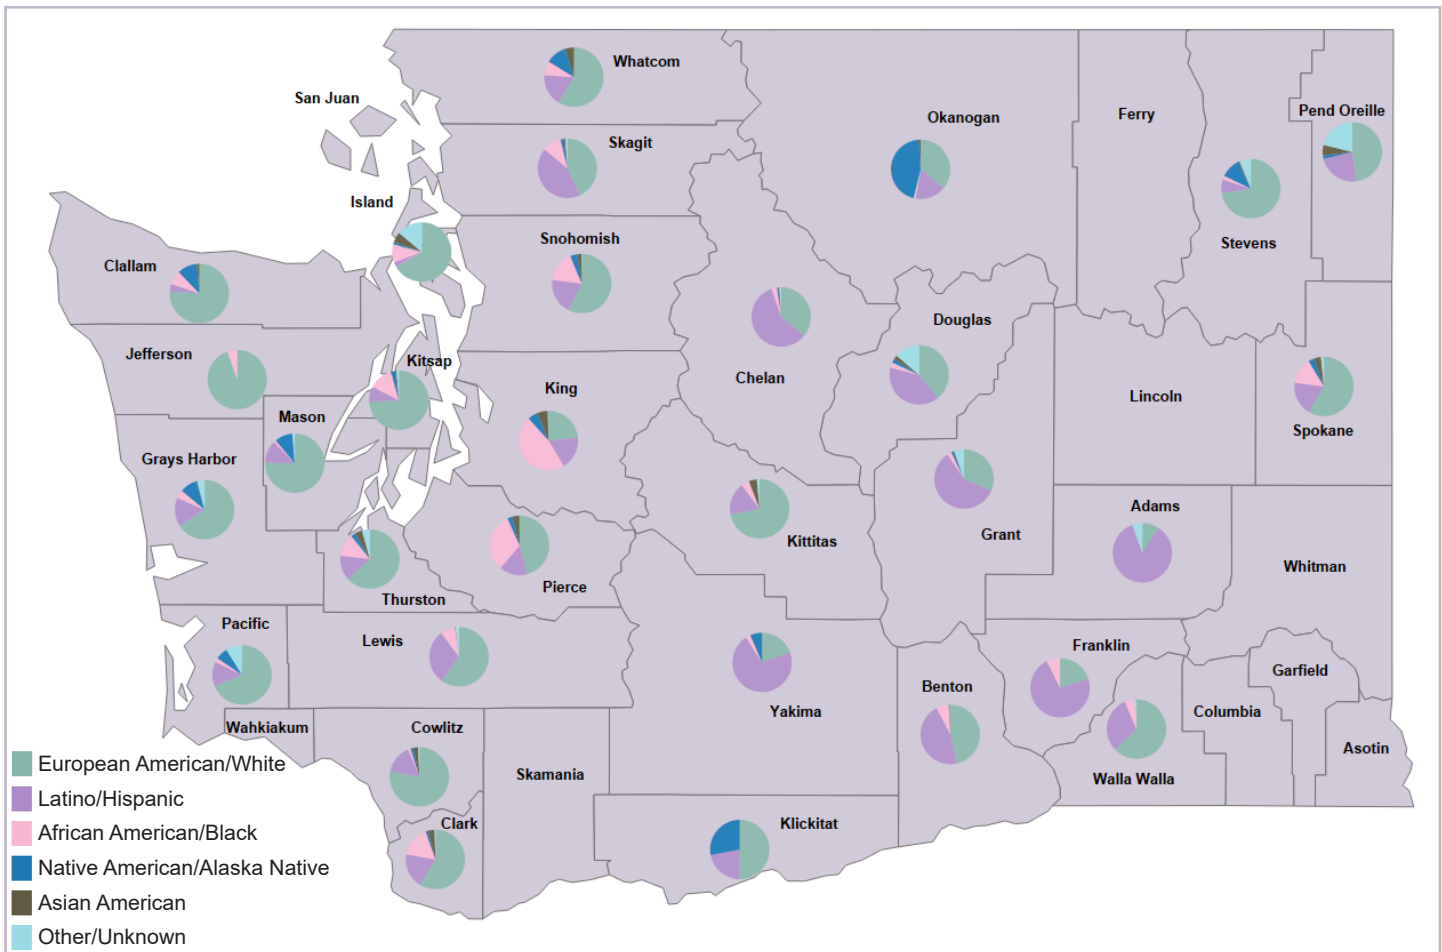 Whatcom
San Juan
Pend Oreille
Okanogan
Ferry
Skagit
Island
Snohomish
Stevens
Clallam
Douglas
Jefferson
Kitsap
Chelan
King
Lincoln
Mason
Spokane
Grays Harbor
Adams
Grant
Kittitas
Whitman
Pierce
Thurston
Pacific
Lewis
Franklin
Garfield
Benton
Yakima
Columbia
Wahkiakum
Cowlitz
Asotin
Skamania
Walla Walla
Clark
Klickitat
European American/White
Latino/Hispanic
African American/Black
Native American/Alaska Native
Asian American
Other/Unknown